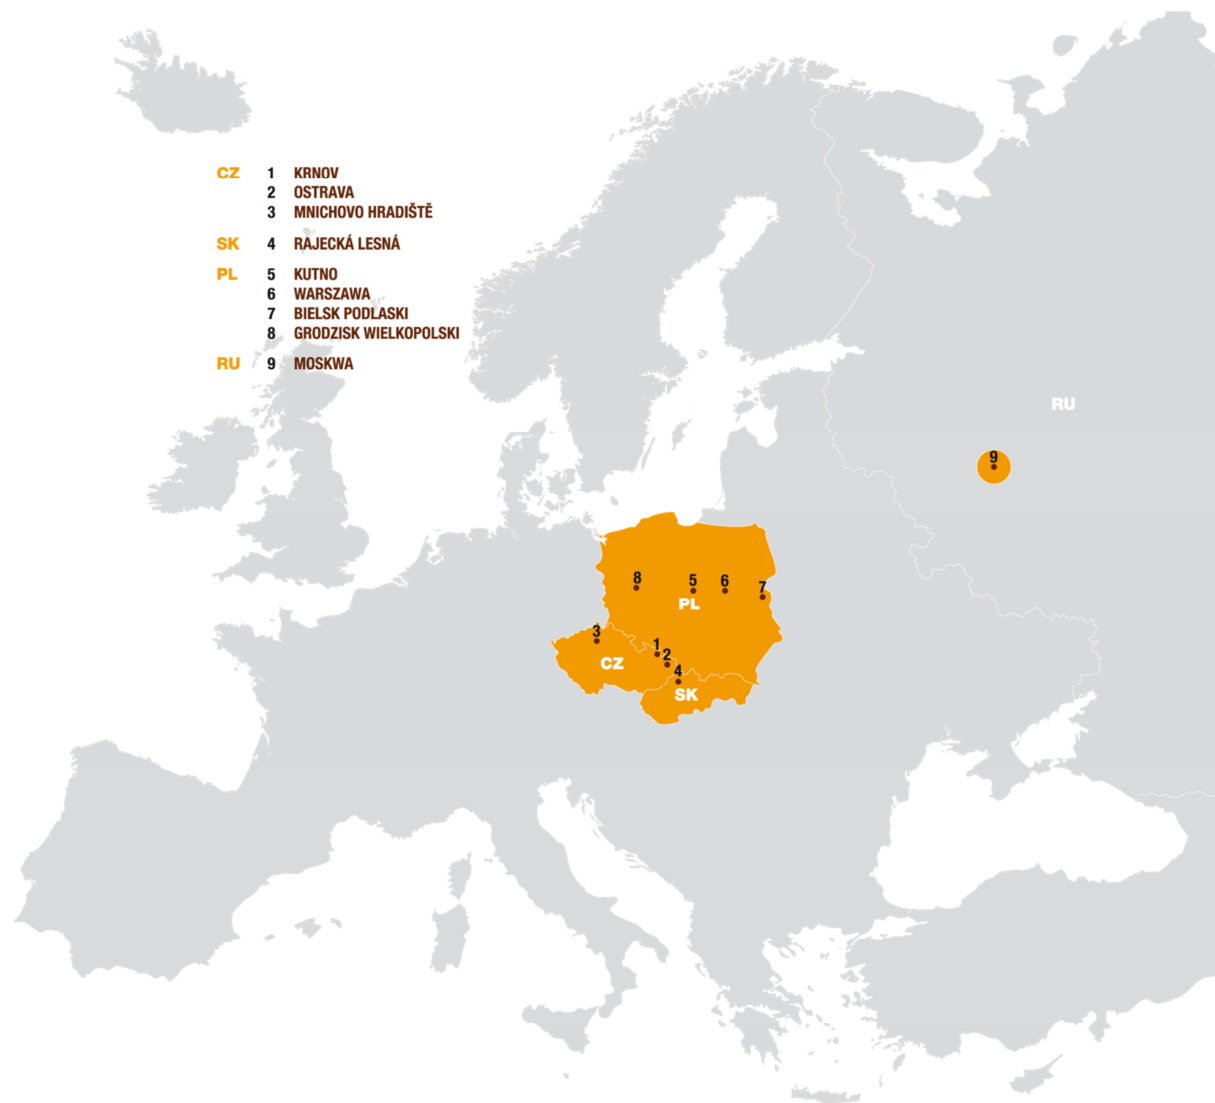 CZ 1 KRNOV
2 OSTRAVA
3 MNICHOVO HRADIŠTĚ
SK 4 RAJECKÁ LESNÁ
PL 5 KUTNO
6 WARSZAWA
7 BIELSK PODLASKI
8 GRODZISK WIELKOPOLSKI
RU 9 MOSKWA
RU
9
8 5 6 7
PL
3 1
CZ 2
4
SK